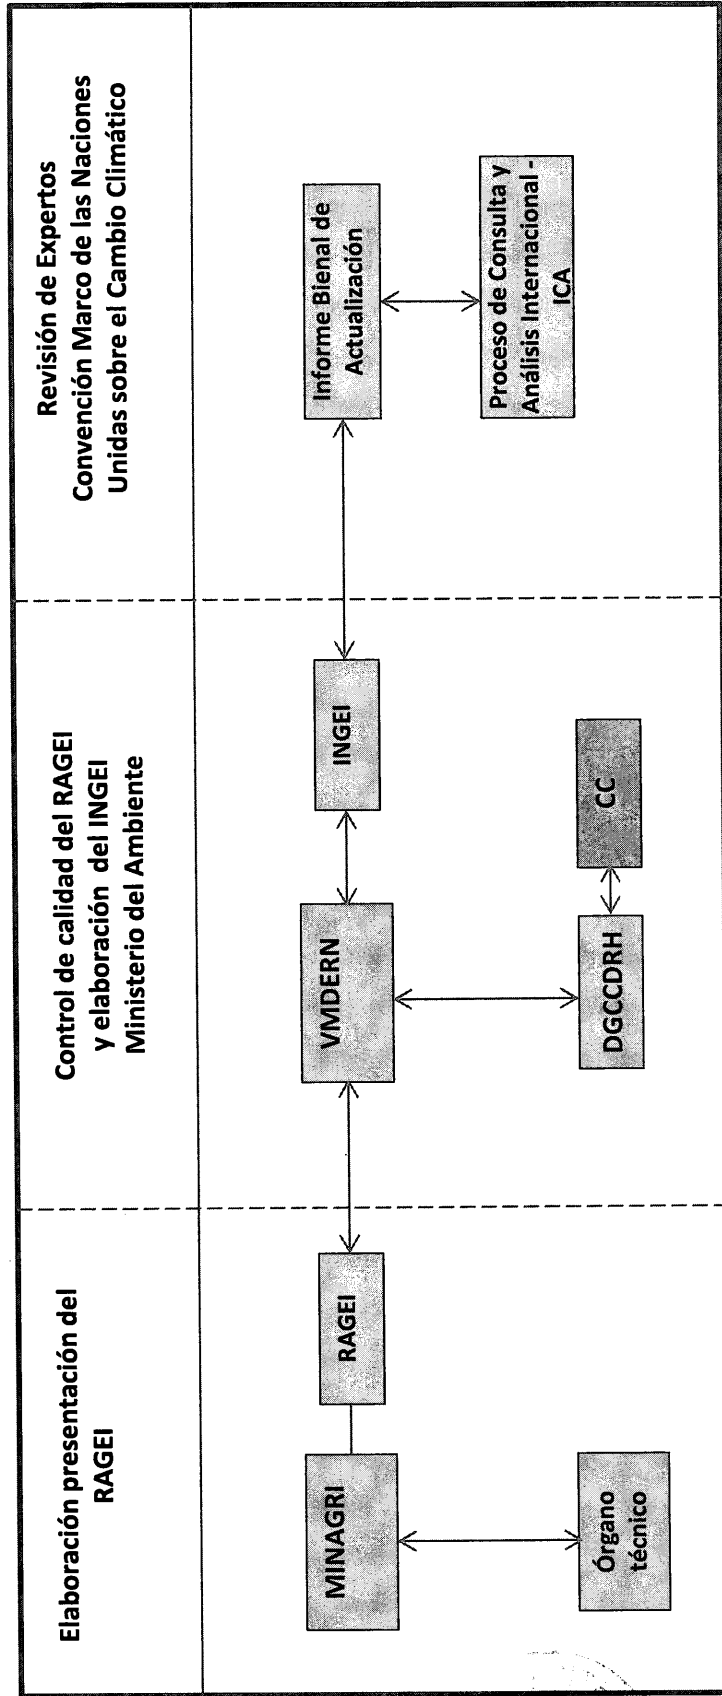 Elaboración presentación del
RAGEI
Control de calidad del RAGEI
y elaboración del INGEI
Ministerio del Ambiente
Revisión de Expertos
Convención Marco de las Naciones
Unidas sobre el Cambio Climático
MINAGRI
RAGEI
Órgano
técnico
VMDERN
INGEI
DGCCDRH
CC
Informe Bienal de
Actualización
Proceso de Consulta y
Análisis Internacional -
ICA